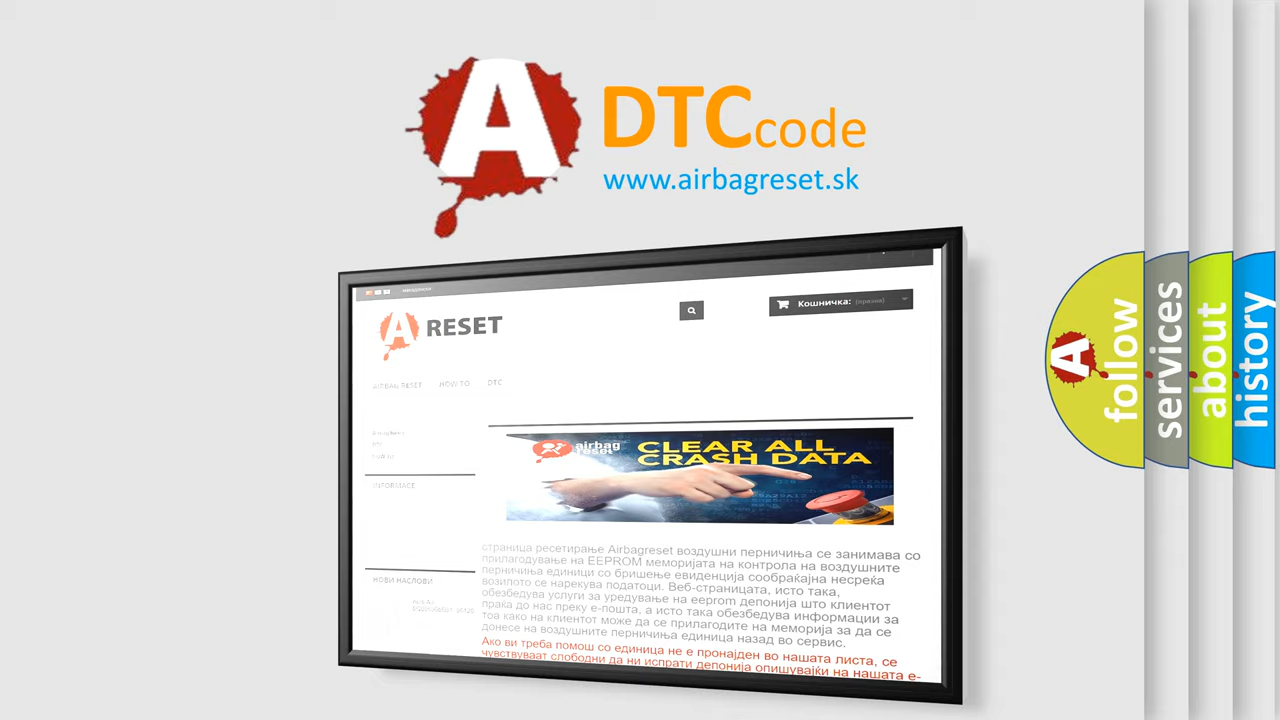 A
DTC code
www.airbagreset.sk
Кошничка: (празна)
A RESET
AIRBAG RESET HOW TO DTC
airbag
reset
CLEAR ALL
CRASH DATA
INFORMACE
страница ресетирање Airbagreset воздушни перничиња се занимава со
прилагодување на EEPROM меморијата на контрола на воздушните
перничиња единици со бришење евиденција сообраќајна несреќа
возилото се нарекува податоци. Веб-страницата, исто така,
обезбедува услуги за уредување на eeprom депонија што клиентот
праќа до нас преку е-пошта, а исто така обезбедува информации за
тоа како на клиентот може да се прилагодите на меморија за да се
донесе на воздушните перничиња единица назад во сервис.
НОВИ НАСЛОВИ
Ако ви треба помош со единица не е пронајден во нашата листа, се
чувствуваат слободни да ни испрати депонија опишувајќи на нашата е-
A
follow
services
about
history